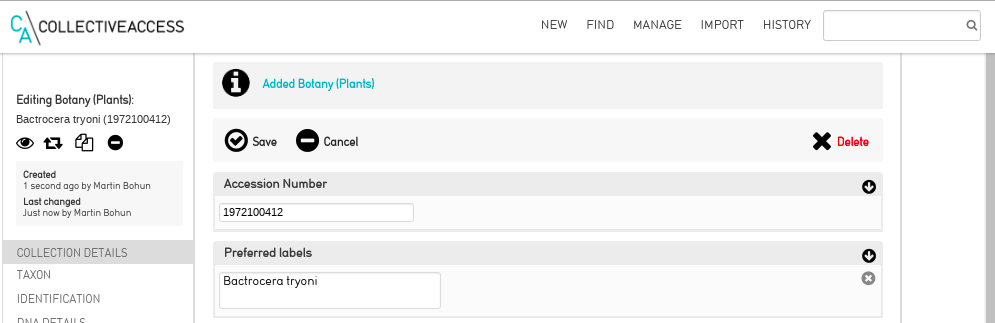 CA COLLECTIVEACCESS
NEW FIND MANAGE IMPORT HISTORY
Added Botany (Plants)
Editing Botany (Plants):
Bactrocera tryoni (1972100412)
Save Cancel Delete
Created
1 second ago by Martin Bohun
Last changed
Just now by Martin Bohun
Accession Number
1972100412
COLLECTION DETAILS
TAXON
IDENTIFICATION
DNA DETAILS
Preferred labels
Bactrocera tryoni